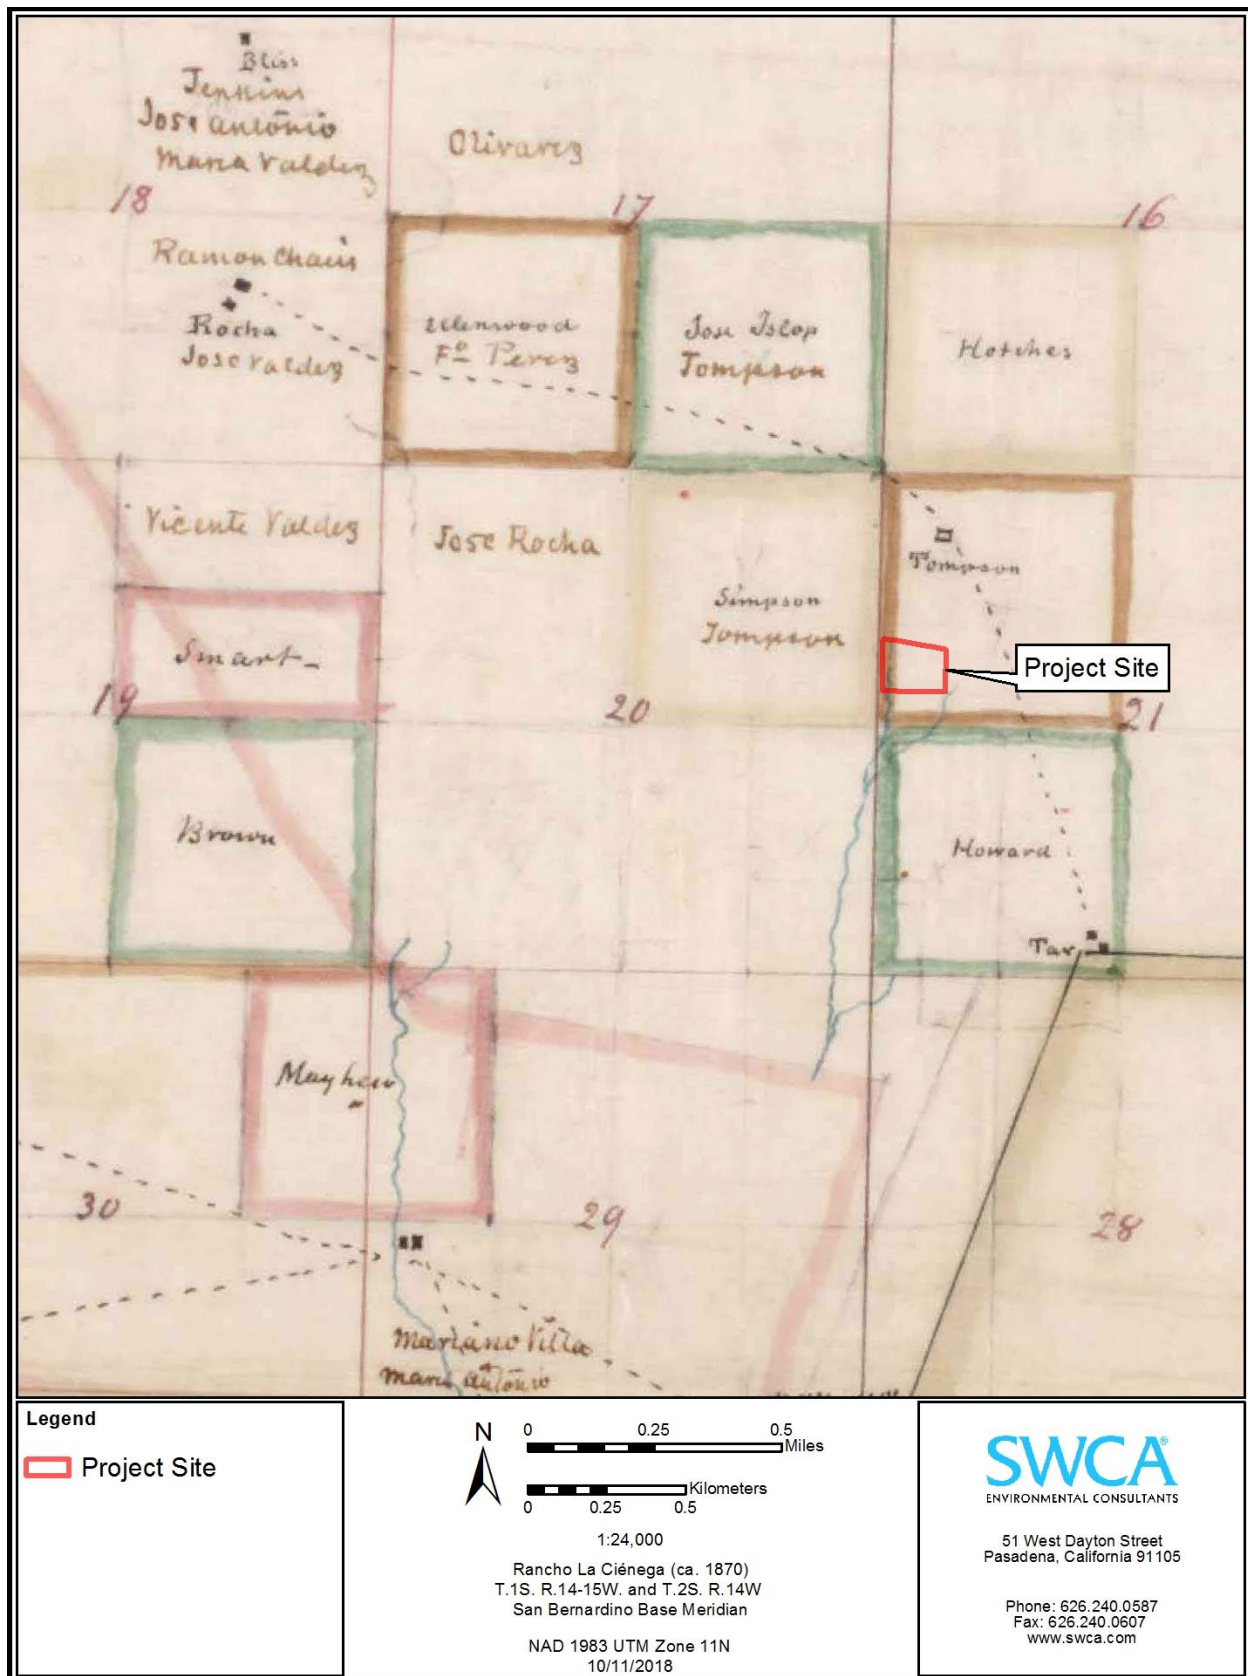 Bliss
Jenkins
Jose Antonio
Maria Valdez
Olivarez
18
17
16
Ramon Chavis
Rocha
Jose Valdez
Ellenwood
Fo Perez
Jose Islop
Tompson
Hotches
Vicente Valdez
Jose Rocha
Simpson
Tompson
Tompson
Project Site
Smart
19
20
21
Brown
Howard
Tar
Mayhew
30
29
28
Mariano Villa
Maria Antonio
Legend
Project Site
N
0 0.25 0.5
Miles
Kilometers
0 0.25 0.5
1:24,000
Rancho La Ciénega (ca. 1870)
T.1S. R.14-15W. and T.2S. R.14W
San Bernardino Base Meridian
NAD 1983 UTM Zone 11N
10/11/2018
SWCA®
ENVIRONMENTAL CONSULTANTS
51 West Dayton Street
Pasadena, California 91105
Phone: 626.240.0587
Fax: 626.240.0607
www.swca.com